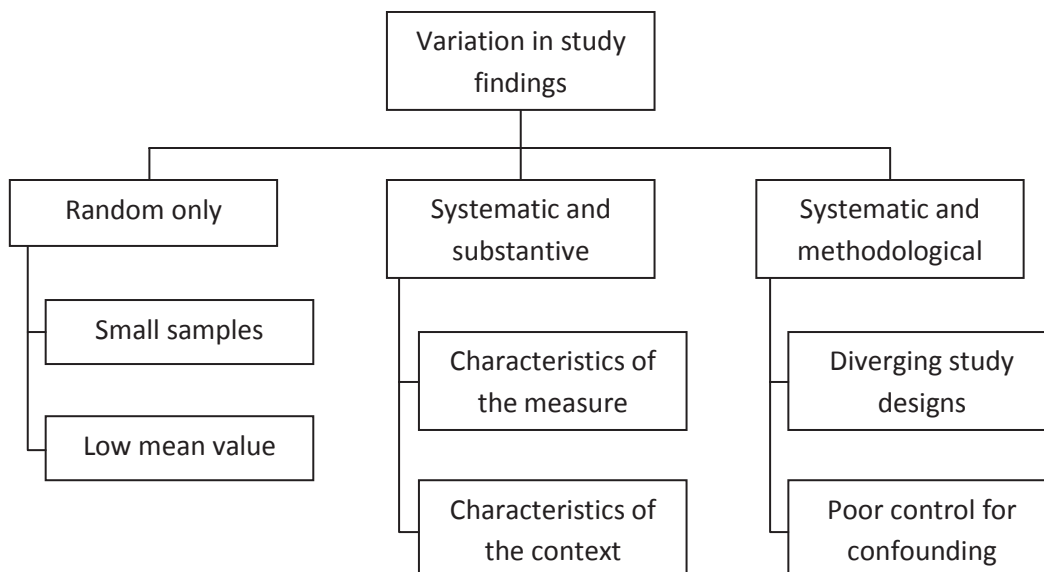 Variation in study
findings
Random only
Small samples
Low mean value
Systematic and
substantive
Characteristics of
the measure
Characteristics of
the context
Systematic and
methodological
Diverging study
designs
Poor control for
confounding